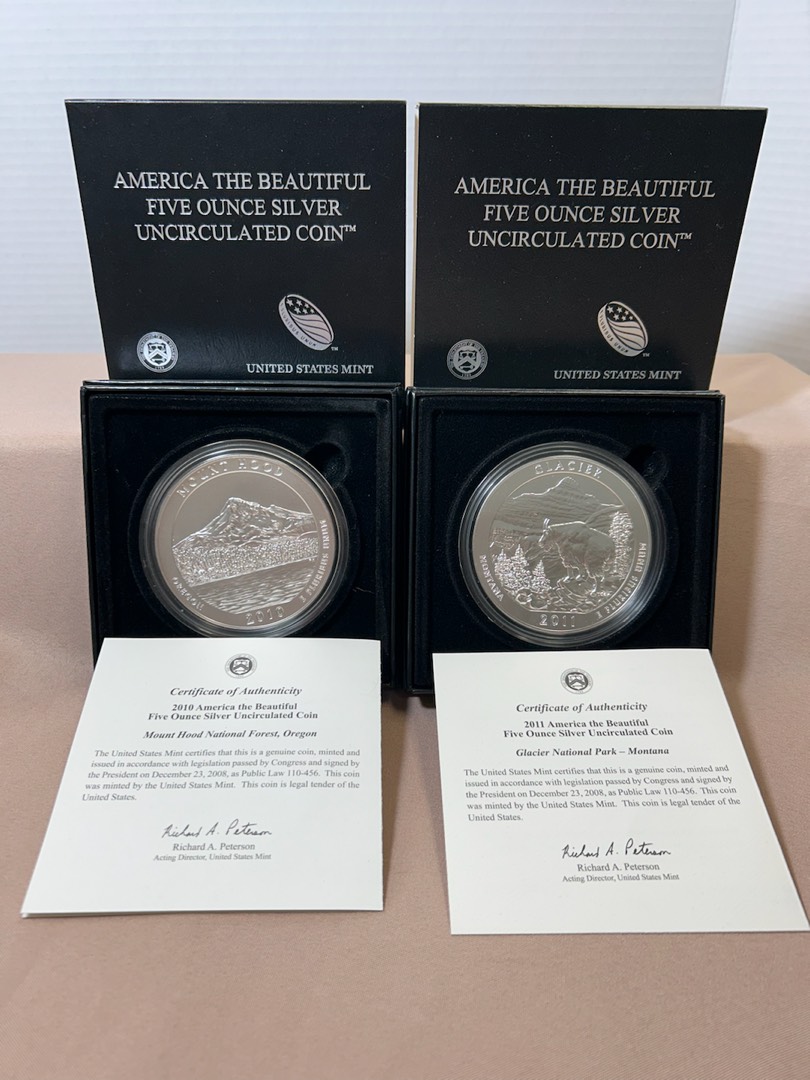 AMERICA THE BEAUTIFUL
FIVE OUNCE SILVER
UNCIRCULATED COIN™
UNITED STATES MINT
AMERICA THE BEAUTIFUL
FIVE OUNCE SILVER
UNCIRCULATED COIN™
UNITED STATES MINT
MOUNT HOOD
OREGON
2010
E PLURIBUS UNUM
GLACIER
MONTANA
2011
E PLURIBUS UNUM
Certificate of Authenticity
2010 America the Beautiful
Five Ounce Silver Uncirculated Coin
Mount Hood National Forest, Oregon
The United States Mint certifies that this is a genuine coin, minted and
issued in accordance with legislation passed by Congress and signed by
the President on December 23, 2008, as Public Law 110-456. This coin
was minted by the United States Mint. This coin is legal tender of the
United States.
Richard A. Peterson
Richard A. Peterson
Acting Director, United States Mint
Certificate of Authenticity
2011 America the Beautiful
Five Ounce Silver Uncirculated Coin
Glacier National Park – Montana
The United States Mint certifies that this is a genuine coin, minted and
issued in accordance with legislation passed by Congress and signed by
the President on December 23, 2008, as Public Law 110-456. This coin
was minted by the United States Mint. This coin is legal tender of the
United States.
Richard A. Peterson
Richard A. Peterson
Acting Director, United States Mint